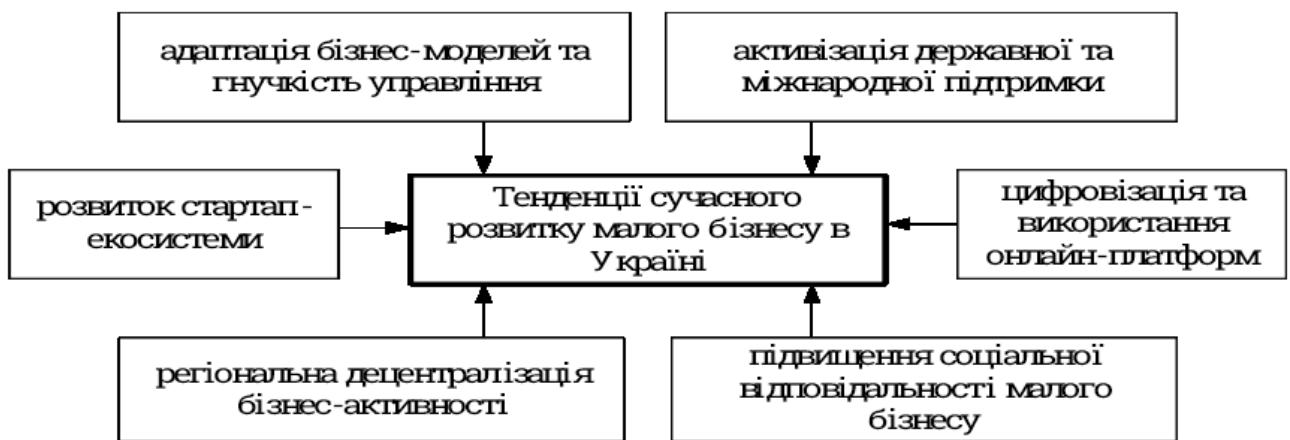 адаптація бізнес-моделей та
гнучкість управління
активізація державної та
міжнародної підтримки
розвиток стартап-
екосистеми
Тенденції сучасного
розвитку малого бізнесу в
Україні
цифровізація та
використання
онлайн-платформ
регіональна децентралізація
бізнес-активності
підвищення соціальної
відповідальності малого
бізнесу